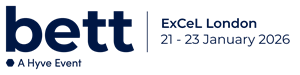 bett
A Hyve Event
ExCeL London
21 - 23 January 2026